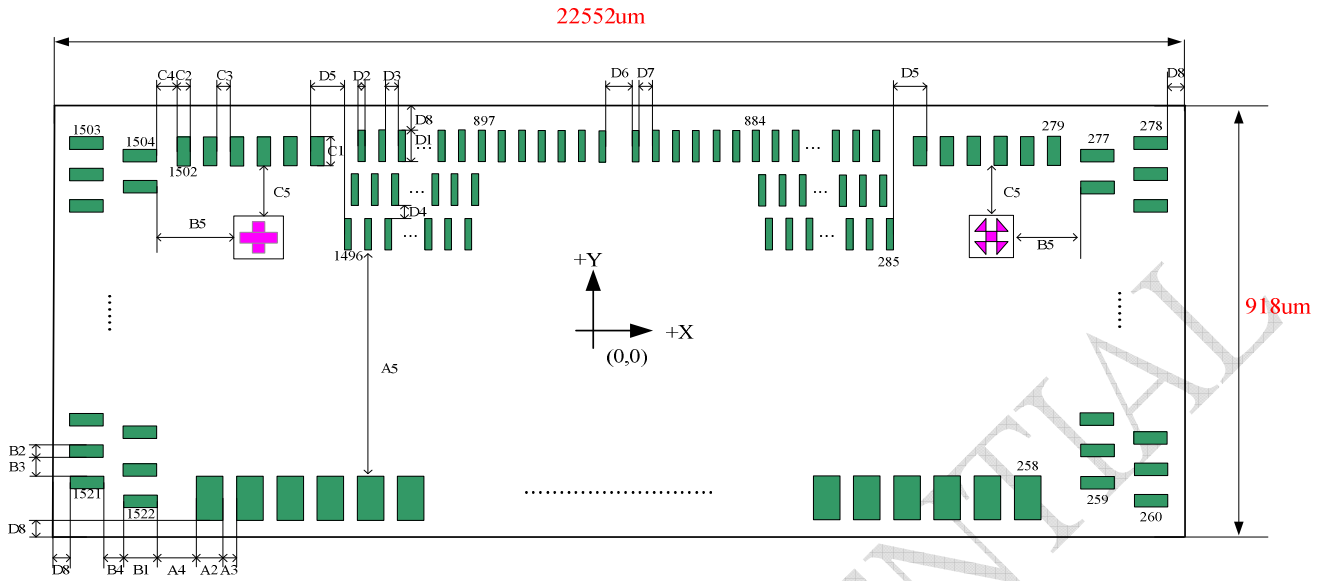 22552um
C4 C2 C3 D5 D2 D3 D6 D7 D5 D8
1503 1504 1502 C1 D8 D1 897 884 279 277 278
C5 D4 C5
B5 1496 285 B5
+Y
+X
(0,0)
918um
A5
B2
B3
1521 1522 258 259 260
D8
D8 B4 B1 A4 A2 A3
... ... ... ... ... ...
...... ......
........................
NTIAL